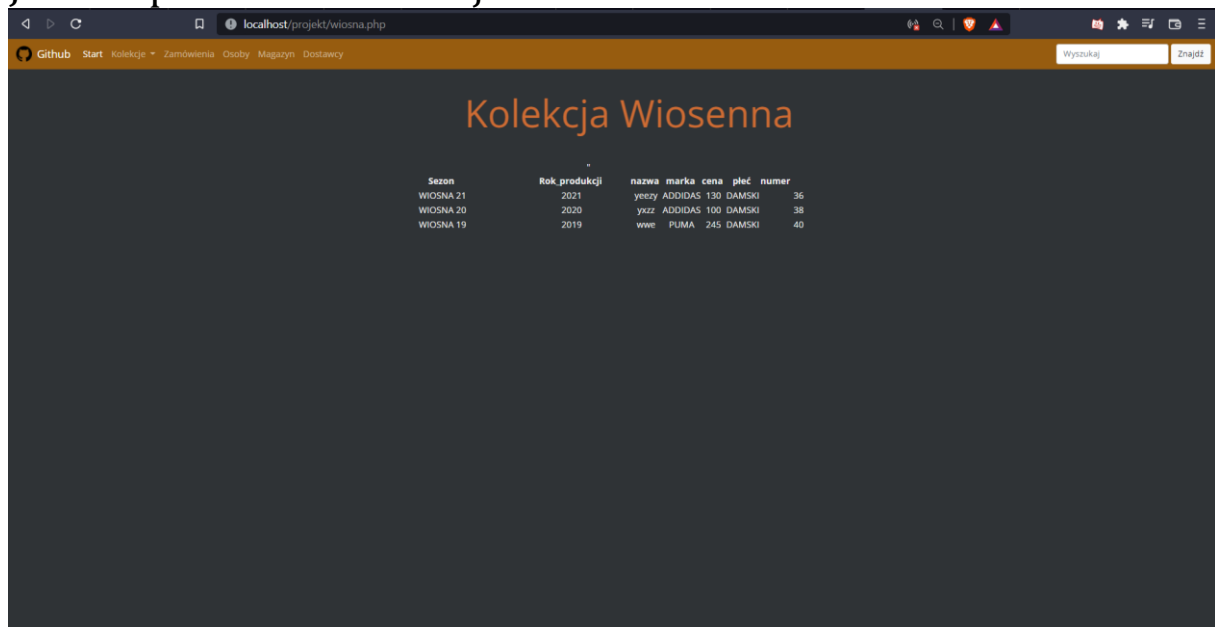 localhost/projekt/wiosna.php
Github Start Kolekcje Zamówienia Osoby Magazyn Dostawcy Wyszukaj Znajdź
Kolekcja Wiosenna
"
Sezon Rok_produkcji nazwa marka cena płeć numer
WIOSNA 21 2021 yeezy ADDIDAS 130 DAMSKI 36
WIOSNA 20 2020 yxzz ADDIDAS 100 DAMSKI 38
WIOSNA 19 2019 wwe PUMA 245 DAMSKI 40